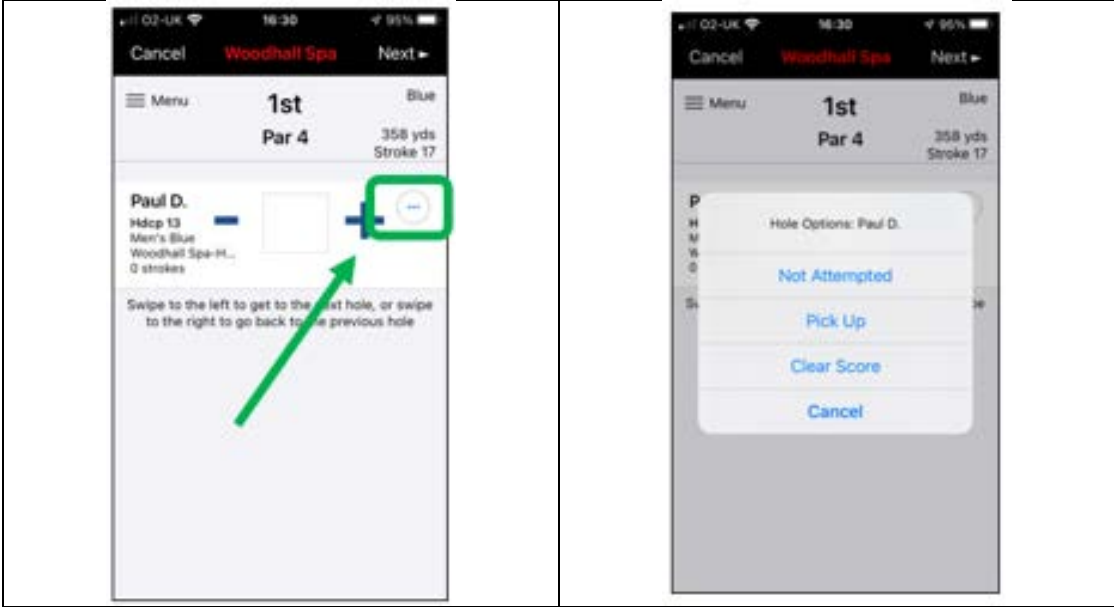 O2-UK 16:30 95%
Cancel Woodhall Spa Next
Menu 1st Blue
Par 4 358 yds
Stroke 17
Paul D.
Hdcp 13
Men's Blue
Woodhall Spa-H...
0 strokes
- +
...
Swipe to the left to get to the next hole, or swipe
to the right to go back to the previous hole
O2-UK 16:30 95%
Cancel Woodhall Spa Next
Menu 1st Blue
Par 4 358 yds
Stroke 17
Hole Options: Paul D.
Not Attempted
Pick Up
Clear Score
Cancel